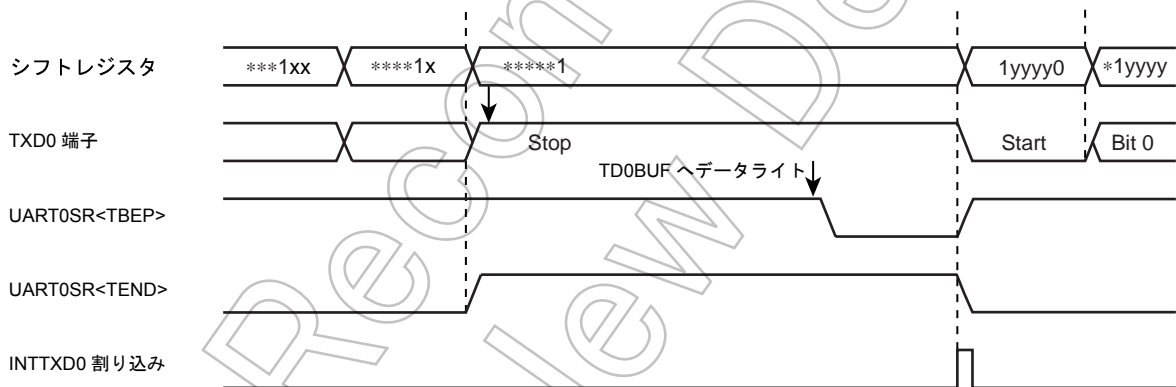 シフトレジスタ ***1xx ****1x *****1 1yyyy0 *1yyyy
TXD0 端子 Stop Start Bit 0
TD0BUF へデータライト
UART0SR<TBEP>
UART0SR<TEND>
INTTXD0 割り込み